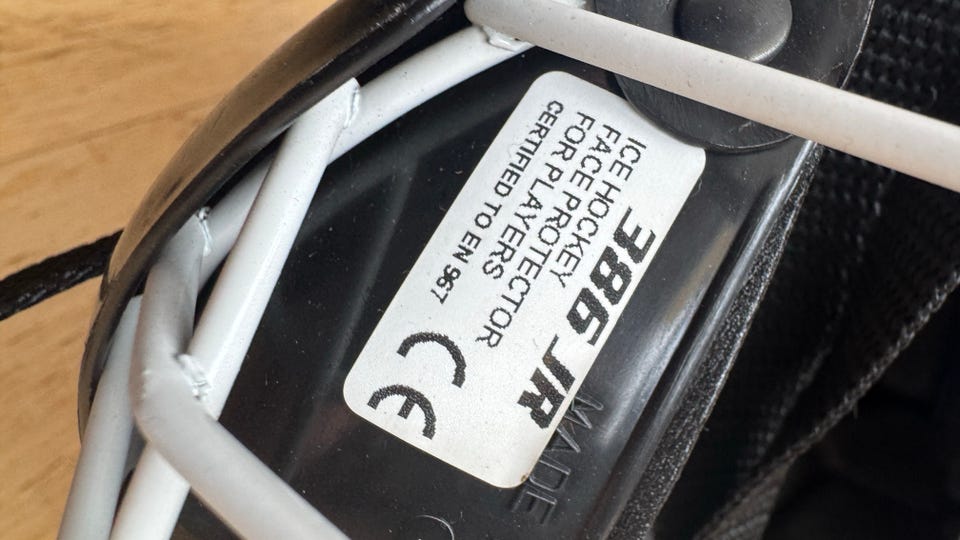 386 JR
ICE HOCKEY
FACE PROTECTOR
FOR PLAYERS
CERTIFIED TO EN 967
CE
MADE